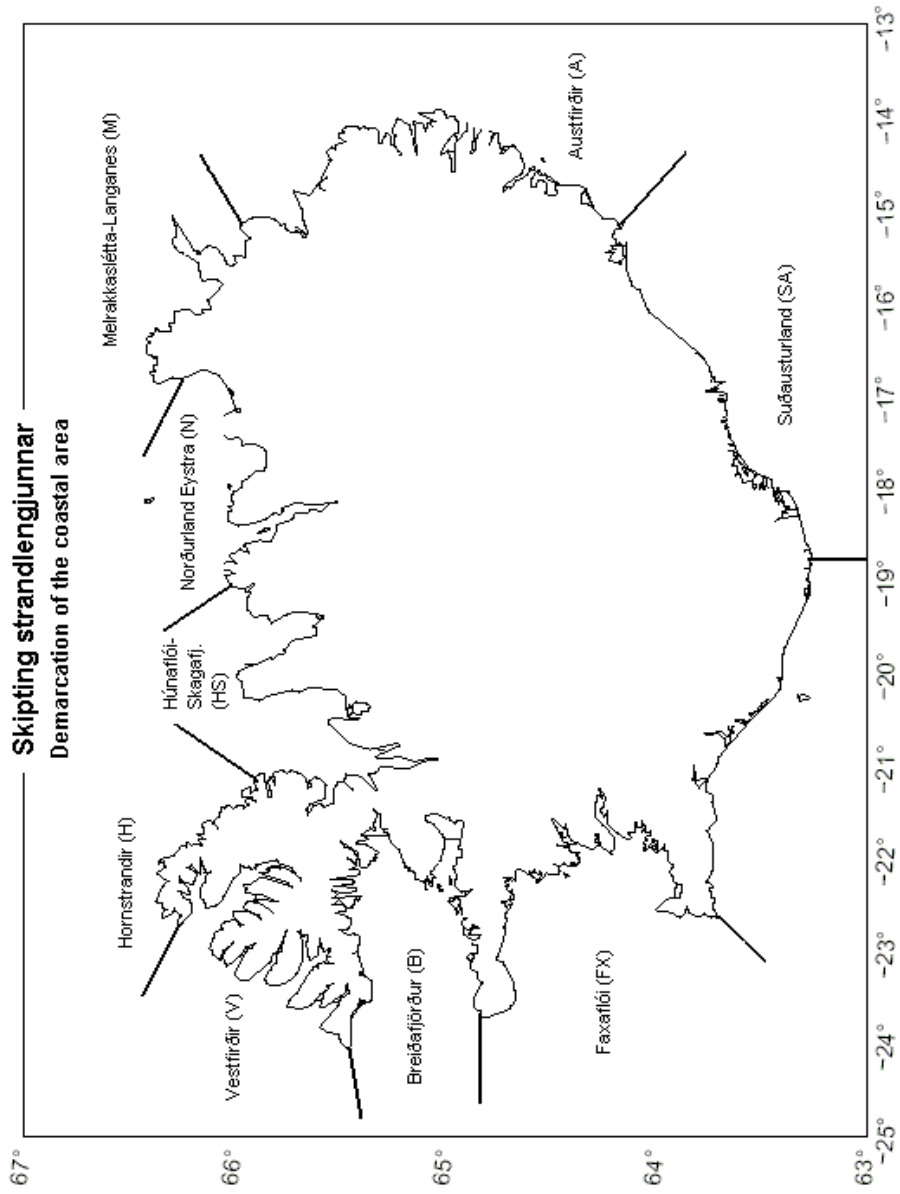 Skipting strandlengjunnar
Demarcation of the coastal area
Melrakkaslétta-Langanes (M)
Norðurland Eystra (N)
Húnaflói-
Skagafj.
(HS)
Hornstrandir (H)
Vestfirðir (V)
Breiðafjörður (B)
Faxaflói (FX)
Austfirðir (A)
Suðausturland (SA)
67°
66°
65°
64°
63°
−25°
−24°
−23°
−22°
−21°
−20°
−19°
−18°
−17°
−16°
−15°
−14°
−13°